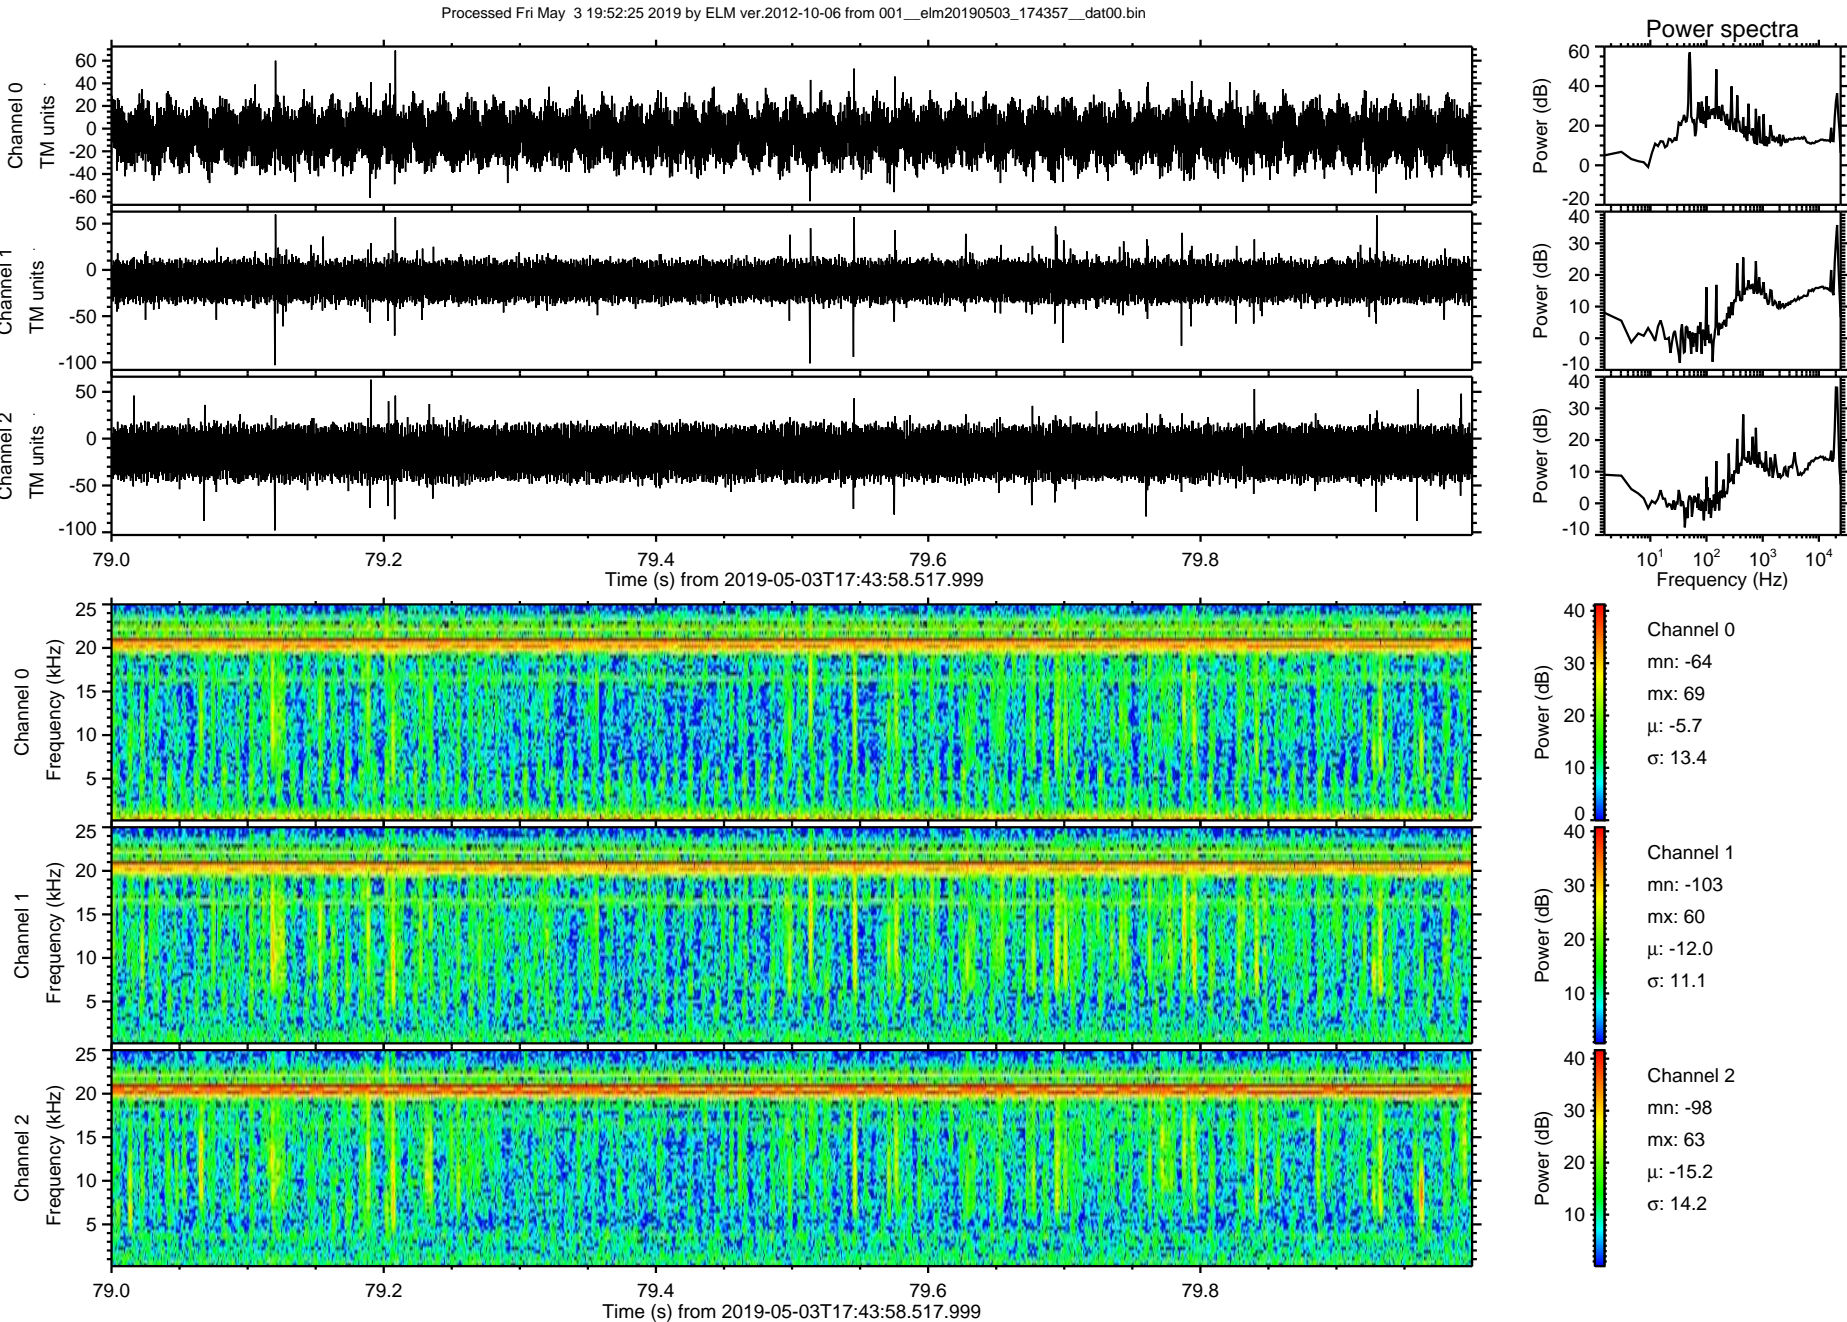 Processed Fri May  3 19:52:25 2019 by ELM ver.2012-10-06 from 001__elm20190503_174357__dat00.bin
Power spectra
Channel 0
TM units
60
40
20
0
-20
-40
-60
Power (dB)
60
40
20
0
-20
Channel 1
TM units
50
0
-50
-100
Power (dB)
40
30
20
10
0
-10
Channel 2
TM units
50
0
-50
-100
Power (dB)
40
30
20
10
0
-10
79.0 79.2 79.4 79.6 79.8
Time (s) from 2019-05-03T17:43:58.517.999
10^1 10^2 10^3 10^4
Frequency (Hz)
Channel 0
Frequency (kHz)
25
20
15
10
5
Power (dB)
40
30
20
10
0
Channel 0
mn: -64
mx: 69
μ: -5.7
σ: 13.4
Channel 1
Frequency (kHz)
25
20
15
10
5
Power (dB)
40
30
20
10
Channel 1
mn: -103
mx: 60
μ: -12.0
σ: 11.1
Channel 2
Frequency (kHz)
25
20
15
10
5
Power (dB)
40
30
20
10
Channel 2
mn: -98
mx: 63
μ: -15.2
σ: 14.2
79.0 79.2 79.4 79.6 79.8
Time (s) from 2019-05-03T17:43:58.517.999